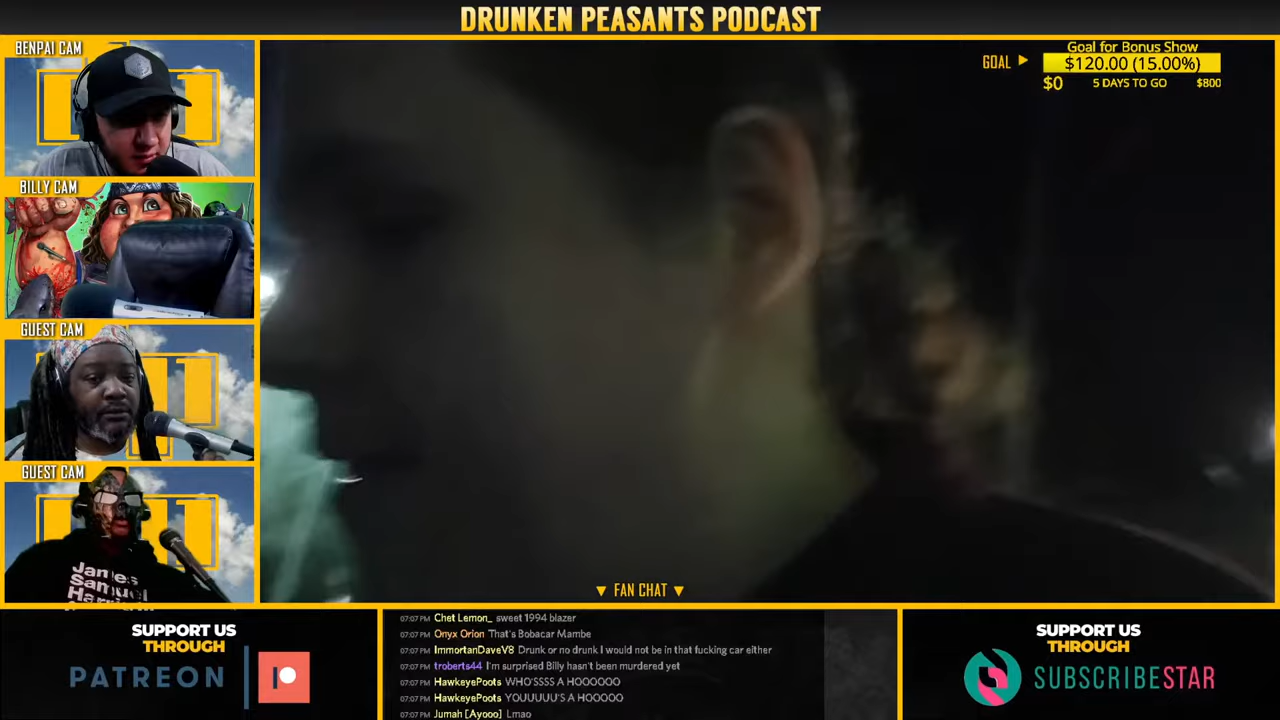 DRUNKEN PEASANTS PODCAST
BENPAI CAM
BILLY CAM
GUEST CAM
GUEST CAM
James
Samuel
GOAL ▶
Goal for Bonus Show
$120.00 (15.00%)
$0 5 DAYS TO GO $800
▼ FAN CHAT ▼
SUPPORT US
THROUGH
PATREON
07:07 PM Chet Lemon_ sweet 1994 blazer
07:07 PM Onyx Orion That's Bobacar Mambe
07:07 PM ImmortanDaveV8 Drunk or no drunk I would not be in that fucking car either
07:07 PM troberts44 I'm surprised Billy hasn't been murdered yet
07:07 PM HawkeyePoots WHO'SSSS A HOOOOOO
07:07 PM HawkeyePoots YOUUUUU'S A HOOOOO
07:07 PM Jumah [Ayooo] Lmao
SUPPORT US
THROUGH
SUBSCRIBESTAR